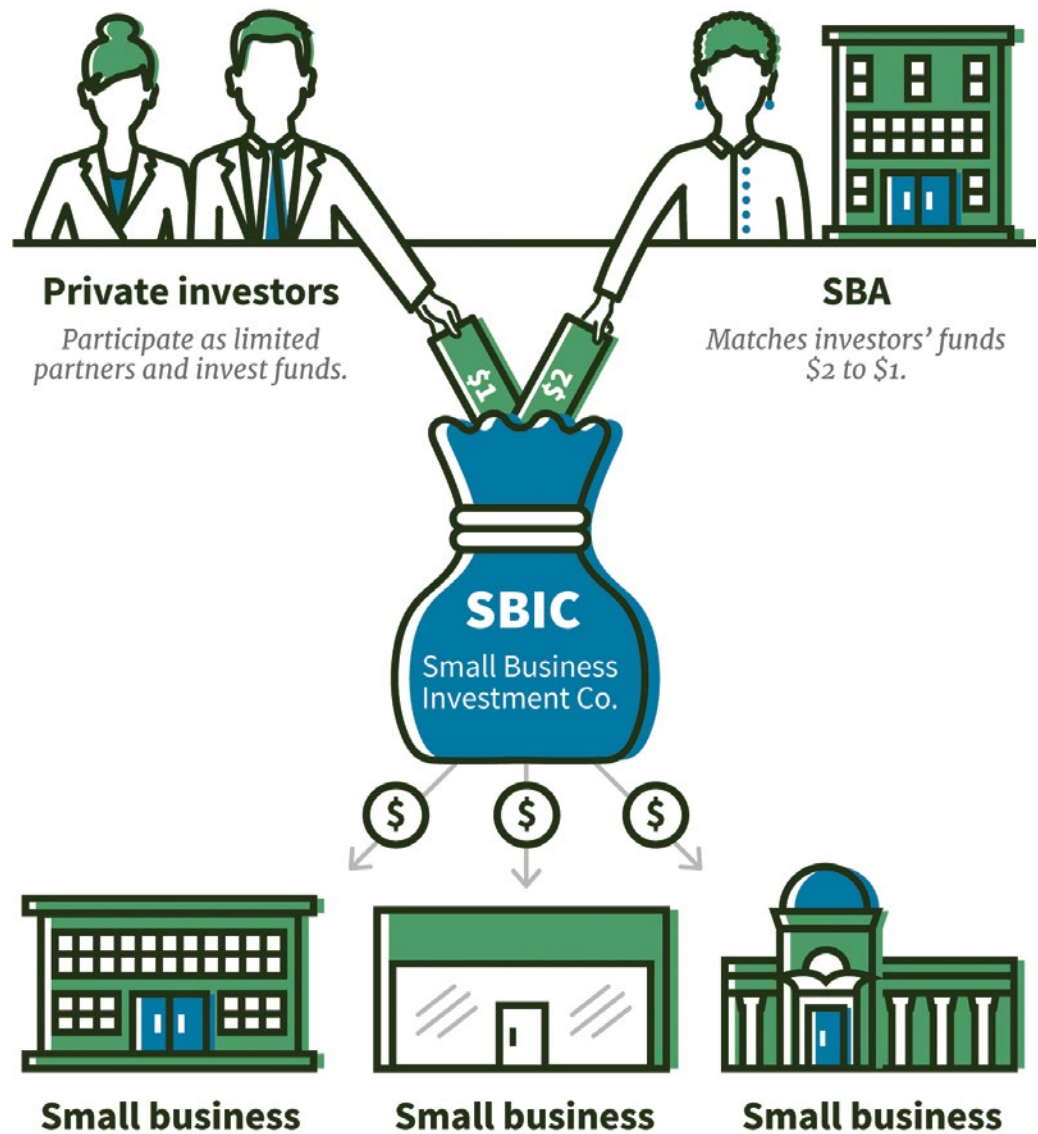 Private investors
Participate as limited
partners and invest funds.
SBA
Matches investors’ funds
$2 to $1.
$1
$2
SBIC
Small Business
Investment Co.
$
$
$
Small business
Small business
Small business